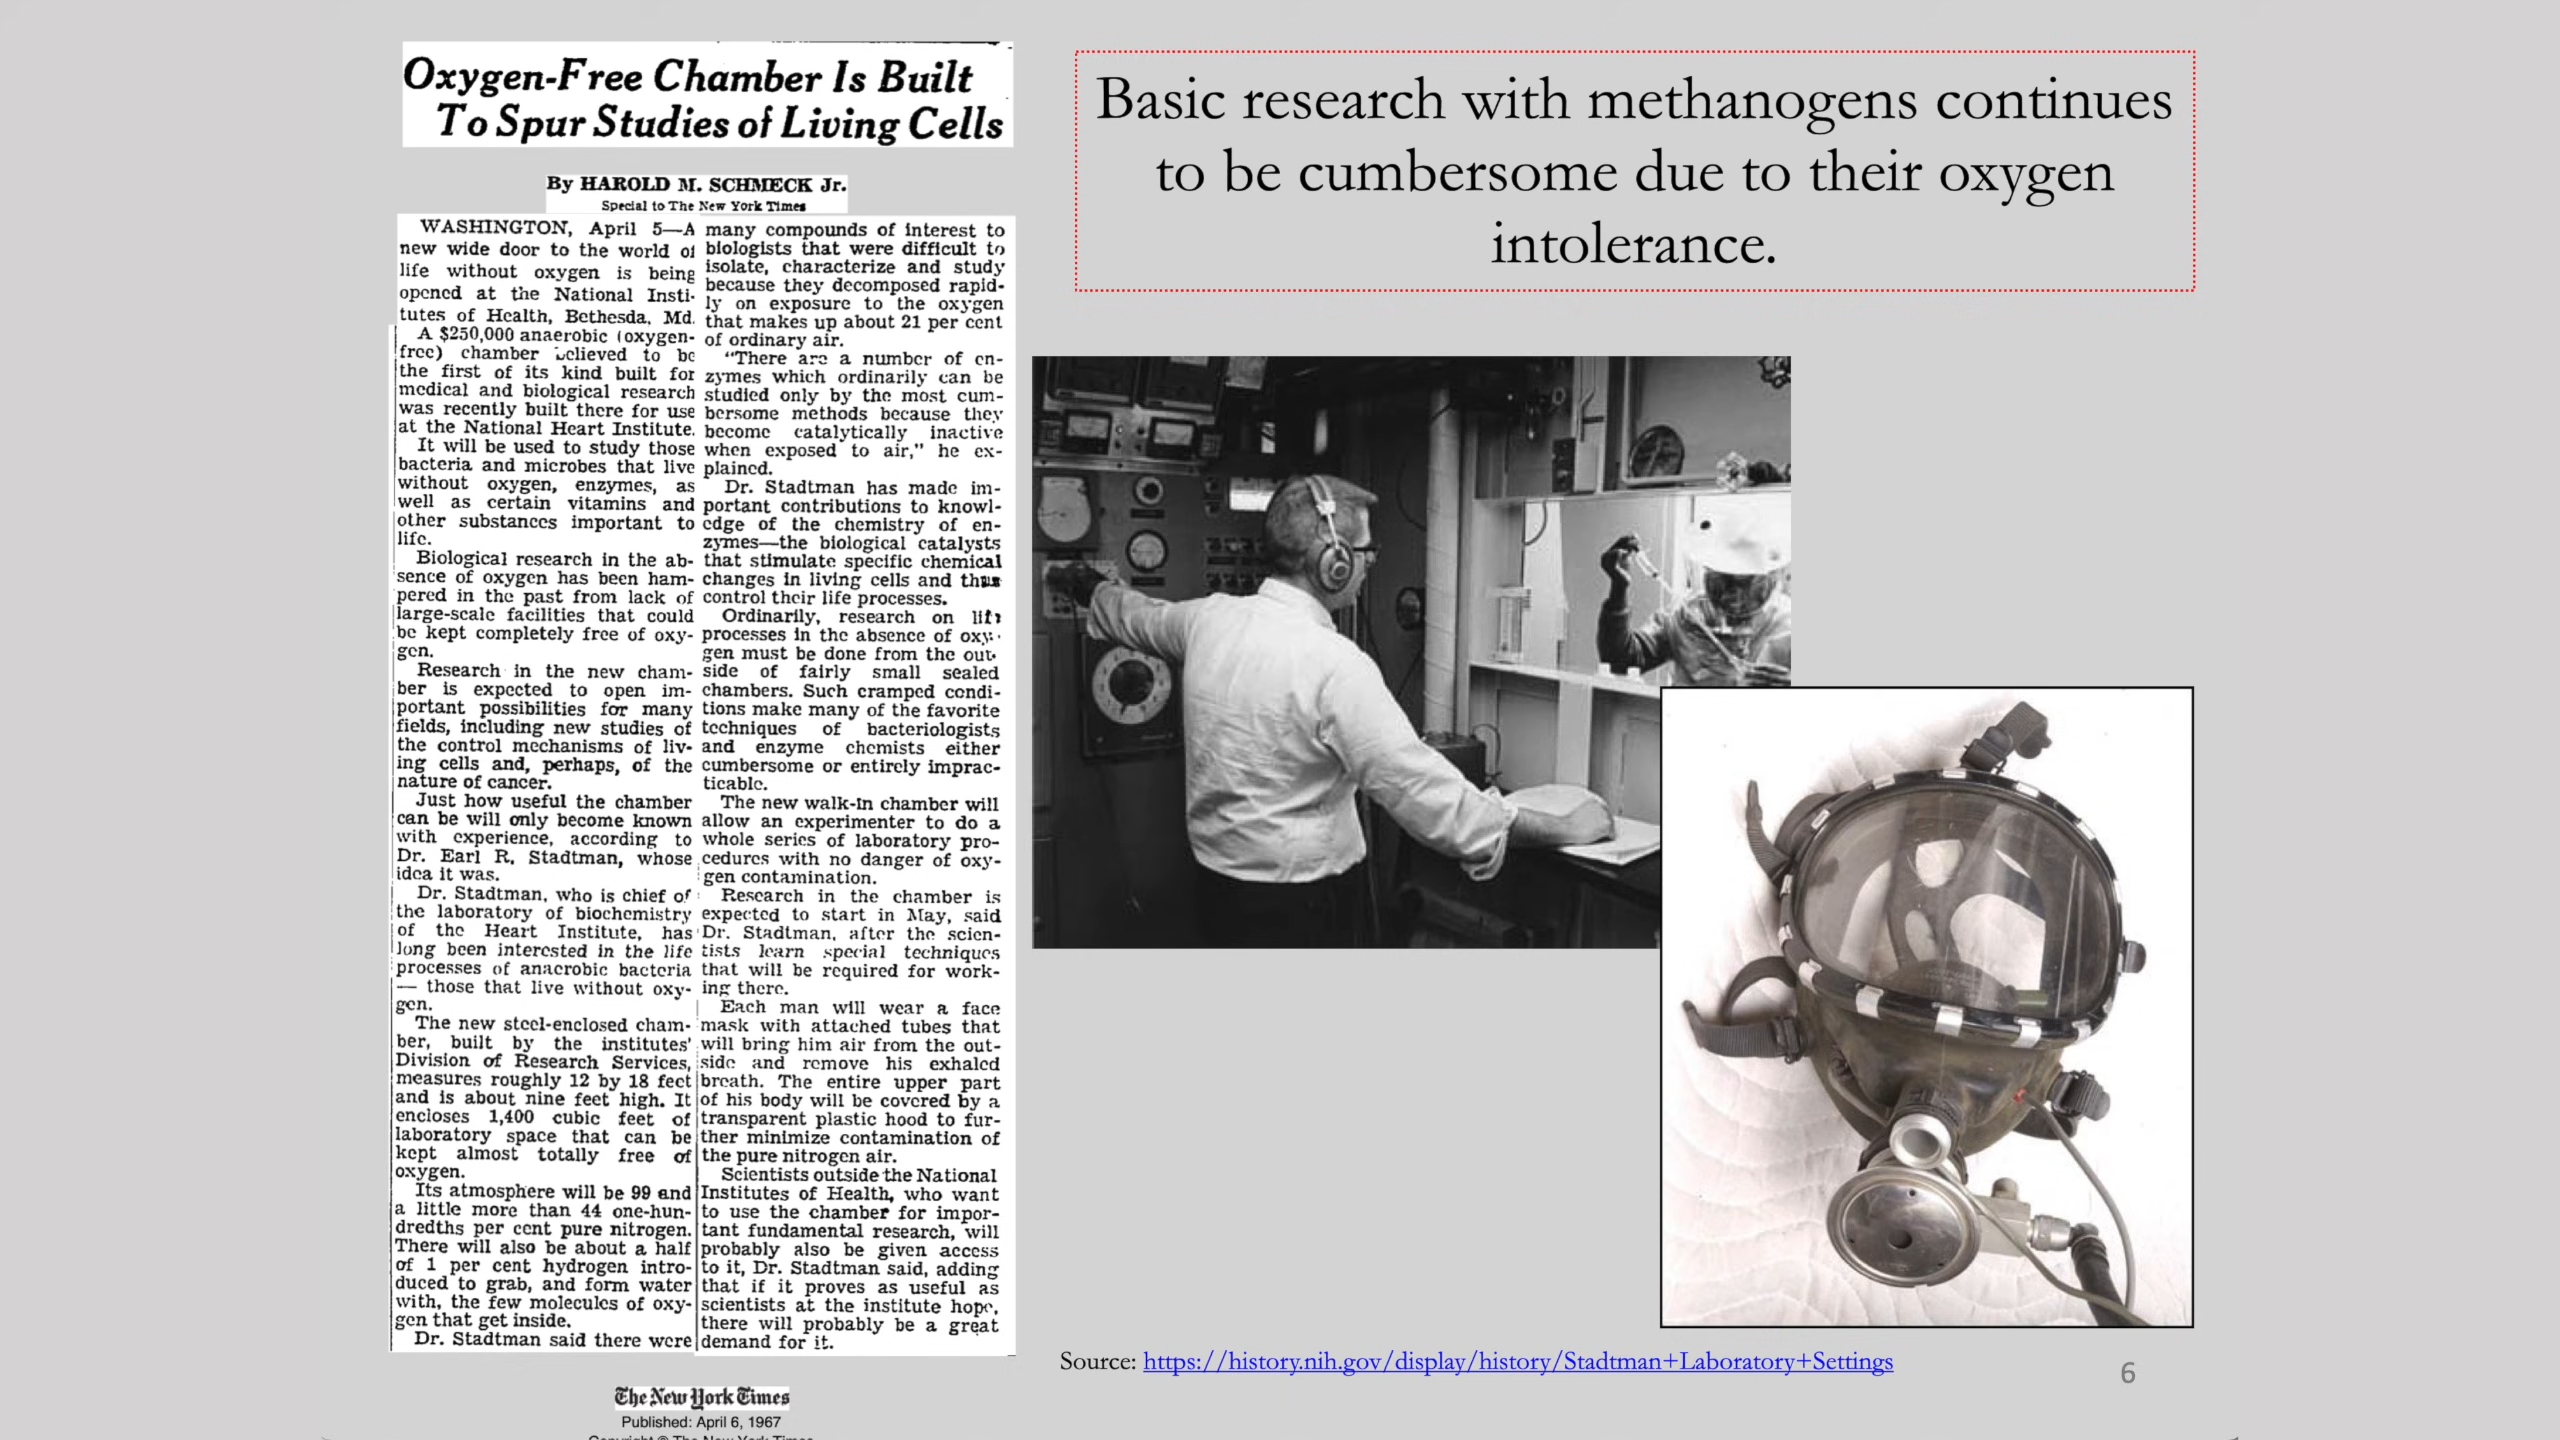 Oxygen-Free Chamber Is Built
To Spur Studies of Living Cells
By HAROLD M. SCHMECK Jr.
Special to The New York Times
WASHINGTON, April 5—A
new wide door to the world of
life without oxygen is being
opened at the National Insti-
tutes of Health, Bethesda, Md.
A $250,000 anaerobic (oxygen-
free) chamber believed to be
the first of its kind built for
medical and biological research
was recently built there for use
at the National Heart Institute.
It will be used to study those
bacteria and microbes that live
without oxygen, enzymes, as
well as certain vitamins and
other substances important to
life.
Biological research in the ab-
sence of oxygen has been ham-
pered in the past from lack of
large-scale facilities that could
be kept completely free of oxy-
gen.
Research in the new cham-
ber is expected to open im-
portant possibilities for many
fields, including new studies of
the control mechanisms of liv-
ing cells and, perhaps, of the
nature of cancer.
Just how useful the chamber
can be will only become known
with experience, according to
Dr. Earl R. Stadtman, whose
idea it was.
Dr. Stadtman, who is chief of
the laboratory of biochemistry
of the Heart Institute, has
long been interested in the life
processes of anaerobic bacteria
— those that live without oxy-
gen.
The new steel-enclosed cham-
ber, built by the institutes'
Division of Research Services,
measures roughly 12 by 18 feet
and is about nine feet high. It
encloses 1,400 cubic feet of
laboratory space that can be
kept almost totally free of
oxygen.
Its atmosphere will be 99 and
a little more than 44 one-hun-
dredths per cent pure nitrogen.
There will also be about a half
of 1 per cent hydrogen intro-
duced to grab, and form water
with, the few molecules of oxy-
gen that get inside.
Dr. Stadtman said there were
many compounds of interest to
biologists that were difficult to
isolate, characterize and study
because they decomposed rapid-
ly on exposure to the oxygen
that makes up about 21 per cent
of ordinary air.
"There are a number of en-
zymes which ordinarily can be
studied only by the most cum-
bersome methods because they
become catalytically inactive
when exposed to air," he ex-
plained.
Dr. Stadtman has made im-
portant contributions to knowl-
edge of the chemistry of en-
zymes—the biological catalysts
that stimulate specific chemical
changes in living cells and thus
control their life processes.
Ordinarily, research on life
processes in the absence of oxy-
gen must be done from the out-
side of fairly small sealed
chambers. Such cramped condi-
tions make many of the favorite
techniques of bacteriologists
and enzyme chemists either
cumbersome or entirely imprac-
ticable.
The new walk-in chamber will
allow an experimenter to do a
whole series of laboratory pro-
cedures with no danger of oxy-
gen contamination.
Research in the chamber is
expected to start in May, said
Dr. Stadtman, after the scien-
tists learn special techniques
that will be required for work-
ing there.
Each man will wear a face
mask with attached tubes that
will bring him air from the out-
side and remove his exhaled
breath. The entire upper part
of his body will be covered by a
transparent plastic hood to fur-
ther minimize contamination of
the pure nitrogen air.
Scientists outside the National
Institutes of Health, who want
to use the chamber for impor-
tant fundamental research, will
probably also be given access
to it, Dr. Stadtman said, adding
that if it proves as useful as
scientists at the institute hope,
there will probably be a great
demand for it.
The New York Times
Published: April 6, 1967
Copyright © The New York Times
Basic research with methanogens continues
to be cumbersome due to their oxygen
intolerance.
Source: https://history.nih.gov/display/history/Stadtman+Laboratory+Settings
6